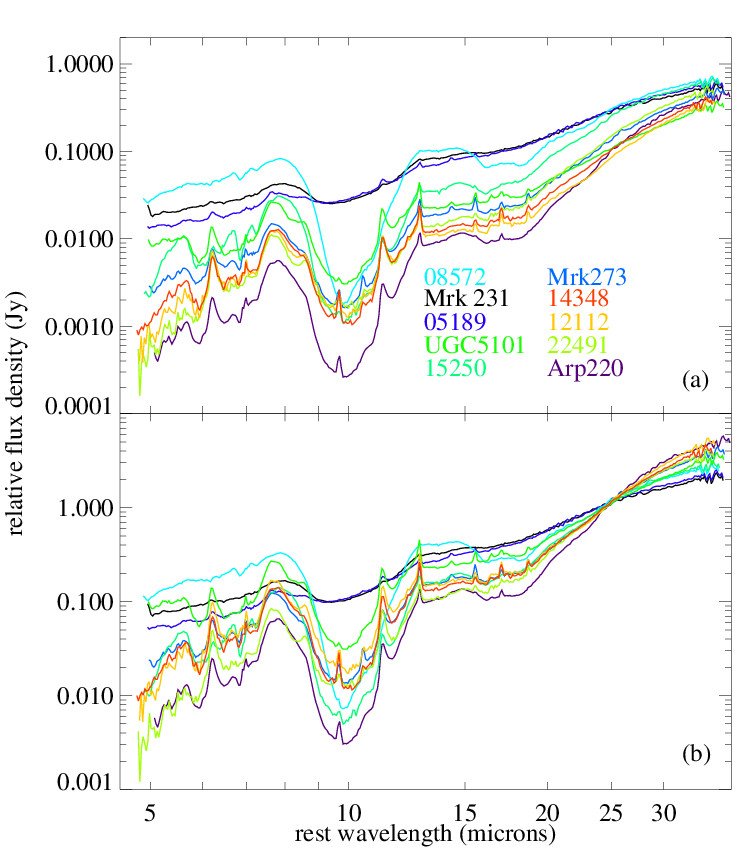 1.0000
0.1000
0.0100
0.0010
0.0001
08572 Mrk273
Mrk 231 14348
05189 12112
UGC5101 22491
15250 Arp220
(a)
relative flux density (Jy)
1.000
0.100
0.010
0.001
(b)
5 10 15 20 25 30
rest wavelength (microns)